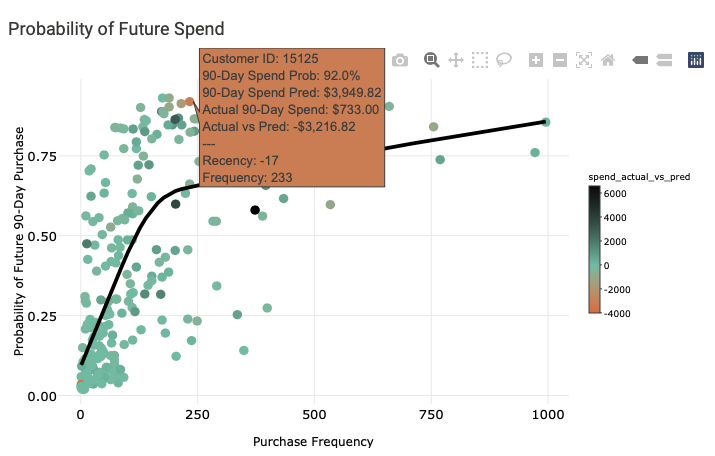 Probability of Future Spend
Customer ID: 15125
90-Day Spend Prob: 92.0%
90-Day Spend Pred: $3,949.82
Actual 90-Day Spend: $733.00
Actual vs Pred: -$3,216.82
---
Recency: -17
Frequency: 233
Probability of Future 90-Day Purchase
0.75
0.50
0.25
0.00
0
250
500
750
1000
Purchase Frequency
spend_actual_vs_pred
6000
4000
2000
0
-2000
-4000